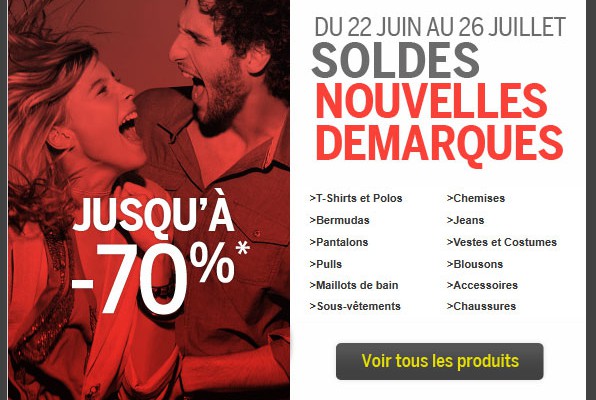 DU 22 JUIN AU 26 JUILLET
SOLDES
NOUVELLES
DEMARQUES
JUSQU'À
-70%*
>T-Shirts et Polos
>Bermudas
>Pantalons
>Pulls
>Maillots de bain
>Sous-vêtements
>Chemises
>Jeans
>Vestes et Costumes
>Blousons
>Accessoires
>Chaussures
Voir tous les produits